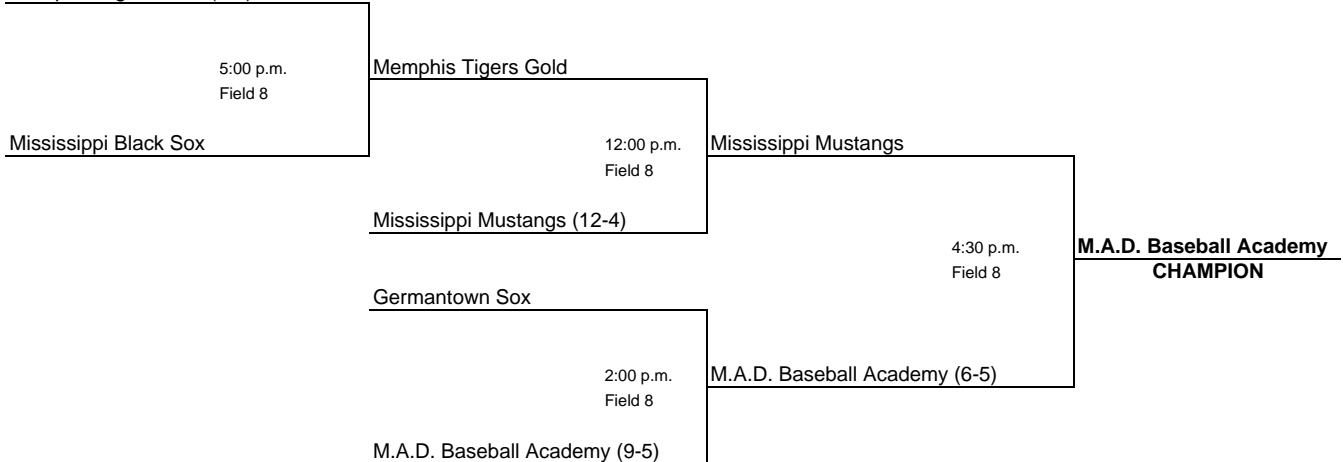 5:00 p.m.
Memphis Tigers Gold
Field 8
Mississippi Black Sox
12:00 p.m.
Mississippi Mustangs
Field 8
Mississippi Mustangs (12-4)
4:30 p.m.
M.A.D. Baseball Academy
Field 8
CHAMPION
Germantown Sox
2:00 p.m.
M.A.D. Baseball Academy (6-5)
Field 8
M.A.D. Baseball Academy (9-5)